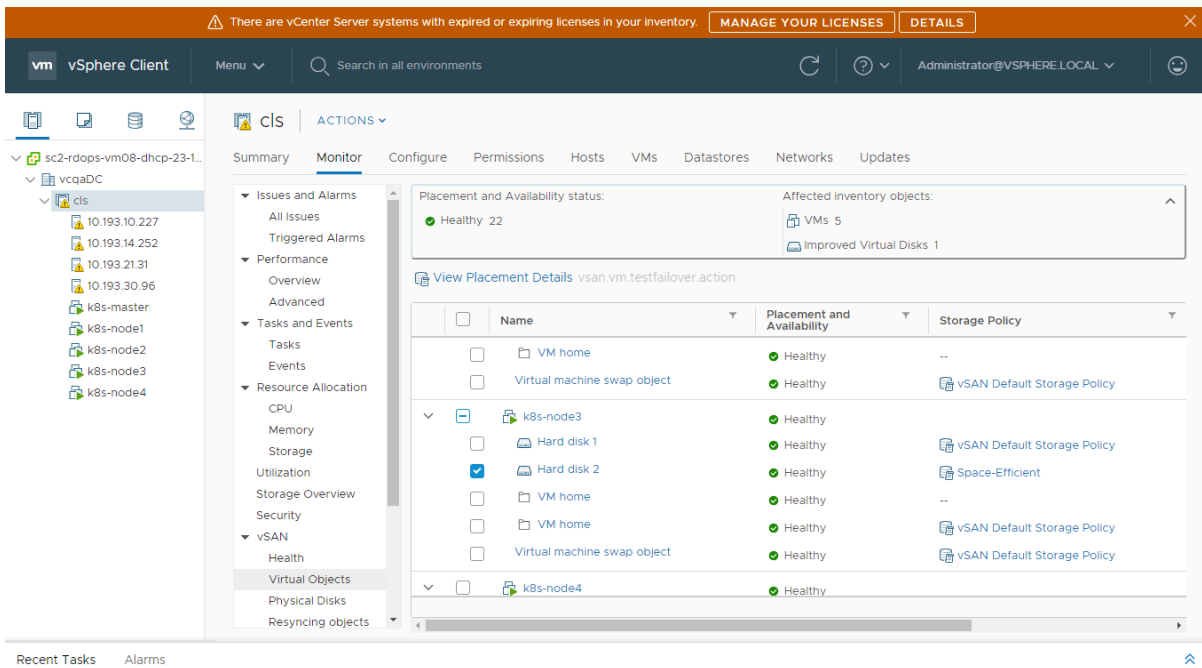 There are vCenter Server systems with expired or expiring licenses in your inventory. MANAGE YOUR LICENSES DETAILS
vm vSphere Client Menu Search in all environments Administrator@VSPHERE.LOCAL
sc2-rdops-vm08-dhcp-23-1...
vcqaDC
cls
10.193.10.227
10.193.14.252
10.193.21.31
10.193.30.96
k8s-master
k8s-node1
k8s-node2
k8s-node3
k8s-node4
cls ACTIONS
Summary Monitor Configure Permissions Hosts VMs Datastores Networks Updates
Issues and Alarms
All Issues
Triggered Alarms
Performance
Overview
Advanced
Tasks and Events
Tasks
Events
Resource Allocation
CPU
Memory
Storage
Utilization
Storage Overview
Security
vSAN
Health
Virtual Objects
Physical Disks
Resyncing objects
Placement and Availability status: Affected inventory objects:
Healthy 22 VMs 5
Improved Virtual Disks 1
View Placement Details vsan.vm.testfailover.action
Name Placement and Availability Storage Policy
VM home Healthy --
Virtual machine swap object Healthy vSAN Default Storage Policy
k8s-node3 Healthy
Hard disk 1 Healthy vSAN Default Storage Policy
Hard disk 2 Healthy Space-Efficient
VM home Healthy --
VM home Healthy vSAN Default Storage Policy
Virtual machine swap object Healthy vSAN Default Storage Policy
k8s-node4 Healthy
Recent Tasks Alarms